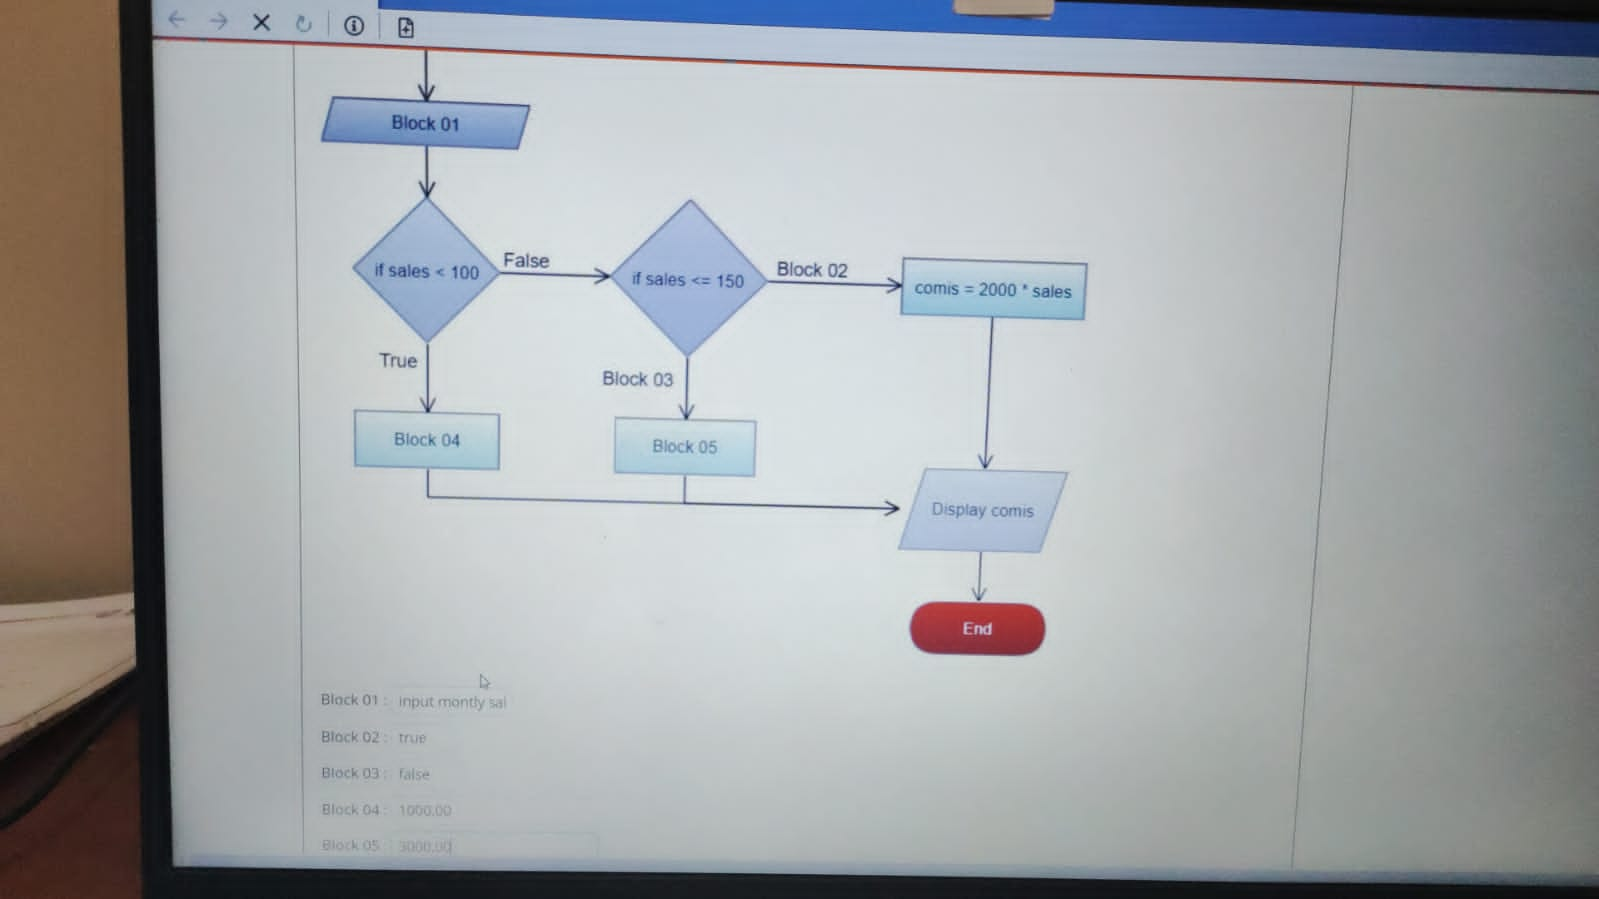 Block 01
if sales < 100
False
if sales <= 150
Block 02
comis = 2000 * sales
True
Block 03
Block 04
Block 05
Display comis
End
Block 01 : input montly sal
Block 02 : true
Block 03 : false
Block 04 : 1000.00
Block 05 : 3000.00